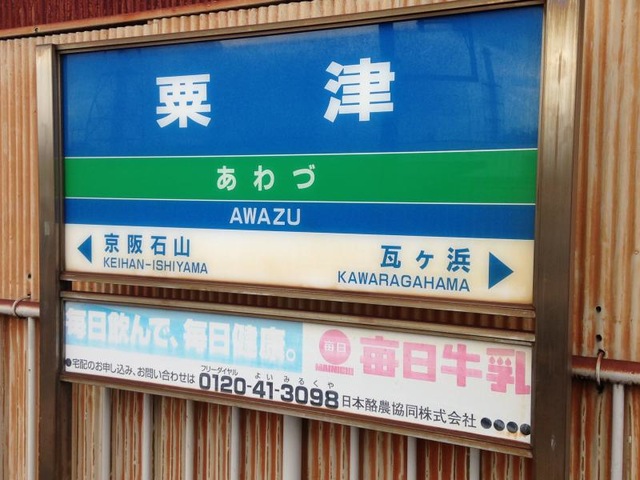 粟津
あわづ
AWAZU
京阪石山
KEIHAN-ISHIYAMA
瓦ヶ浜
KAWARAGAHAMA
毎日飲んで、毎日健康。
毎日
MAINICHI
毎日牛乳
●宅配のお申し込み、お問い合わせは
フリーダイヤル
よいみるくや
0120-41-3098
日本酪農協同株式会社